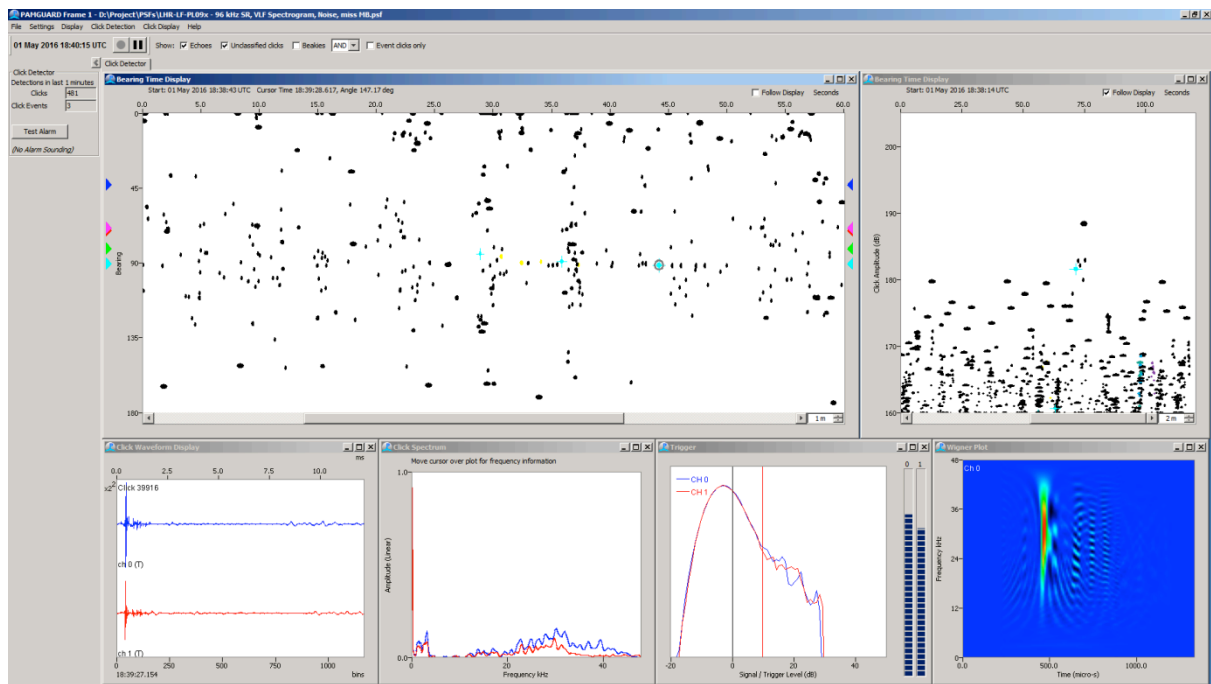 PAMGUARD Frame 1 - D:\Project\PSFs\LHR-LF-PL09x - 96 kHz SR, VLF Spectrogram, Noise, miss MB.psf
File Settings Display Click Detection Click Display Help
01 May 2016 18:40:15 UTC Show: Echoes Unclassified clicks Beakies AND Event clicks only
Click Detector
Click Detector
Detections in last 1 minutes
Clicks 481
Click Events 3
Test Alarm
(No Alarm Sounding)
Bearing Time Display
Start: 01 May 2016 18:38:43 UTC Cursor Time 18:39:28.617, Angle 147.17 deg
Follow Display Seconds
0.0 5.0 10.0 15.0 20.0 25.0 30.0 35.0 40.0 45.0 50.0 55.0 60.0
0
45
90
135
180
Bearing
1 m
Bearing Time Display
Start: 01 May 2016 18:38:14 UTC
Follow Display Seconds
0.0 25.0 50.0 75.0 100.0
200
190
180
170
160
Click Amplitude (dB)
2 m
Click Waveform Display
ms
0.0 2.5 5.0 7.5 10.0
x2^2 Click 39916
ch 0 (T)
ch 1 (T)
0 500 1000
18:39:27.154 bins
Click Spectrum
Move cursor over plot for frequency information
1.0
0.0
Amplitude (Linear)
0 20 40
Frequency kHz
Trigger
CH 0
CH 1
0 1
-20 0 20 40
Signal / Trigger Level (dB)
Wigner Plot
Ch 0
48
36
24
12
0
Frequency kHz
0.0 500.0 1000.0
Time (micro-s)